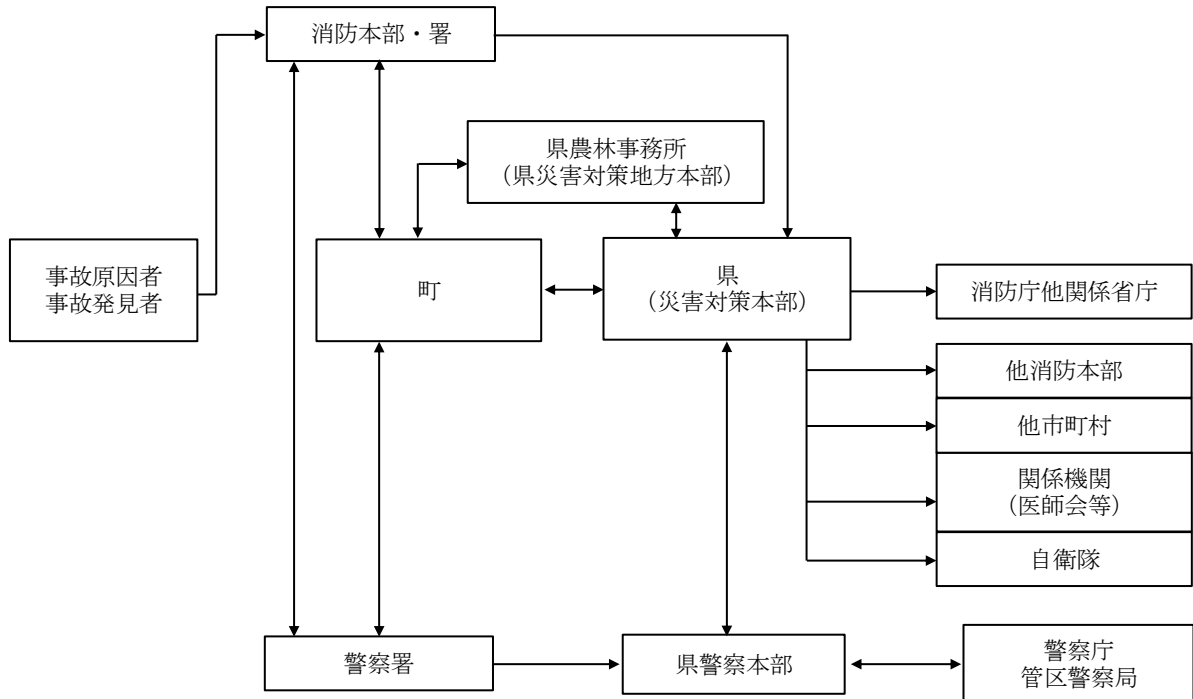 消防本部・署
県農林事務所
（県災害対策地方本部）
事故原因者
事故発見者
町
県
（災害対策本部）
消防庁他関係省庁
他消防本部
他市町村
関係機関
（医師会等）
自衛隊
警察署
県警察本部
警察庁
管区警察局